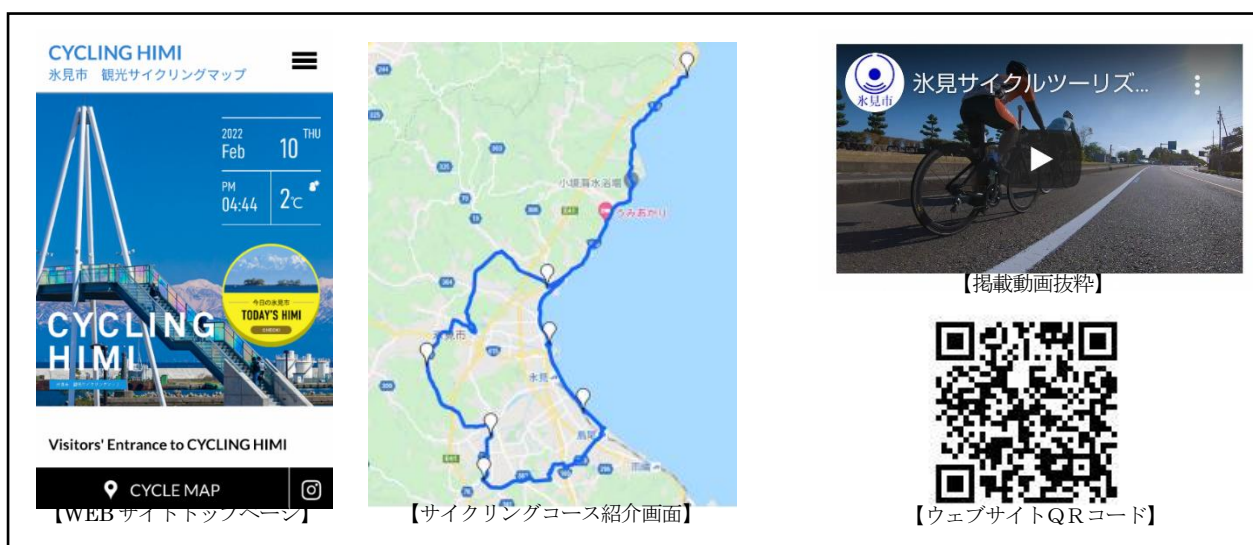 CYCLING HIMI
氷見市 観光サイクリングマップ
2022
Feb
10
THU
PM
04:44
2℃
今日の氷見市
TODAY'S HIMI
CYCLING
HIMI
Visitors' Entrance to CYCLING HIMI
CYCLE MAP
【WEBサイトトップページ】
小境海水浴場
うみあかり
氷見市
氷見
島尾
雨晴
【サイクリングコース紹介画面】
氷見市
氷見サイクルツーリズ...
【掲載動画抜粋】
【ウェブサイトQRコード】